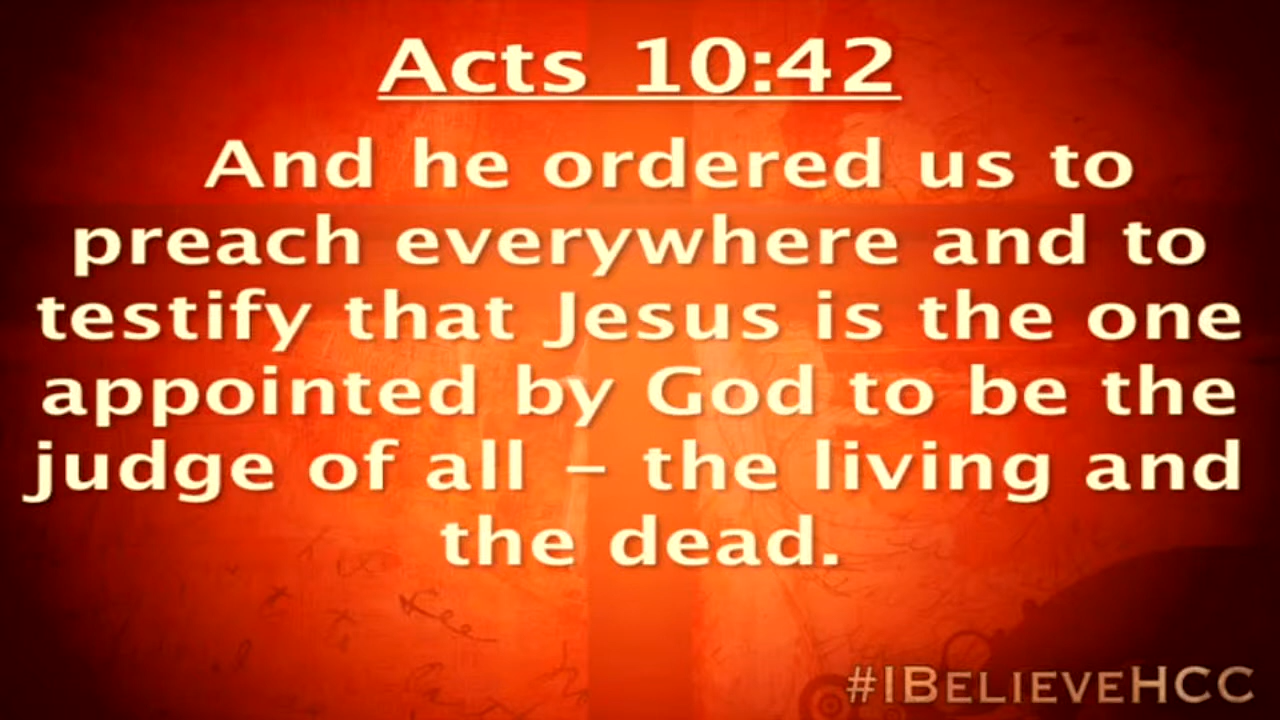 Acts 10:42
And he ordered us to
preach everywhere and to
testify that Jesus is the one
appointed by God to be the
judge of all – the living and
the dead.
#IBelieveHCC